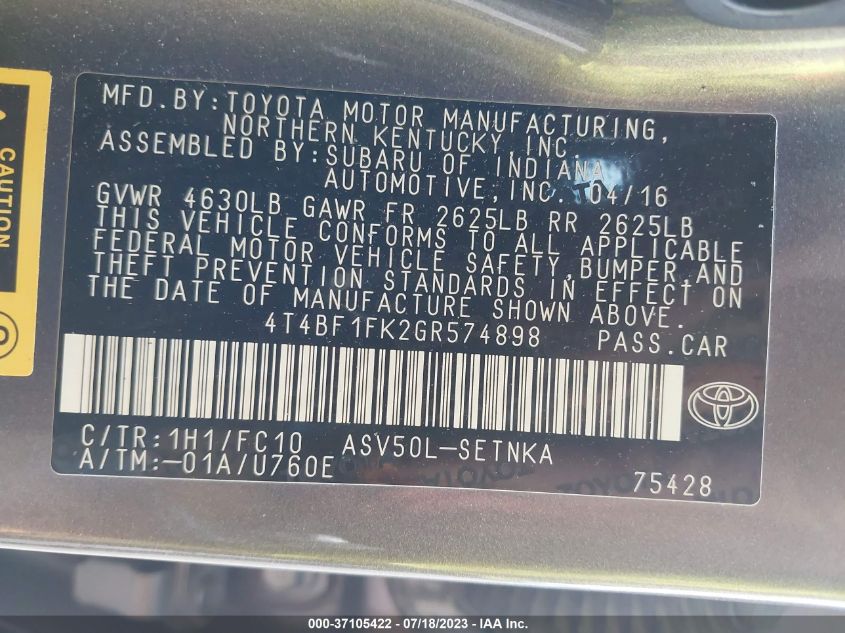 MFD.BY:TOYOTA MOTOR MANUFACTURING,
NORTHERN KENTUCKY INC.
ASSEMBLED BY:SUBARU OF INDIANA
AUTOMOTIVE,INC. 04/16
GVWR 4630LB GAWR FR 2625LB RR 2625LB
THIS VEHICLE CONFORMS TO ALL APPLICABLE
FEDERAL MOTOR VEHICLE SAFETY,BUMPER,AND
THEFT PREVENTION STANDARDS IN EFFECT ON
THE DATE OF MANUFACTURE SHOWN ABOVE.
4T4BF1FK2GR574898 PASS.CAR
C/TR:1H1/FC10 ASV50L-SETNKA
A/TM:-01A/U760E
75428
CAUTION
000-37105422 - 07/18/2023 - IAA Inc.